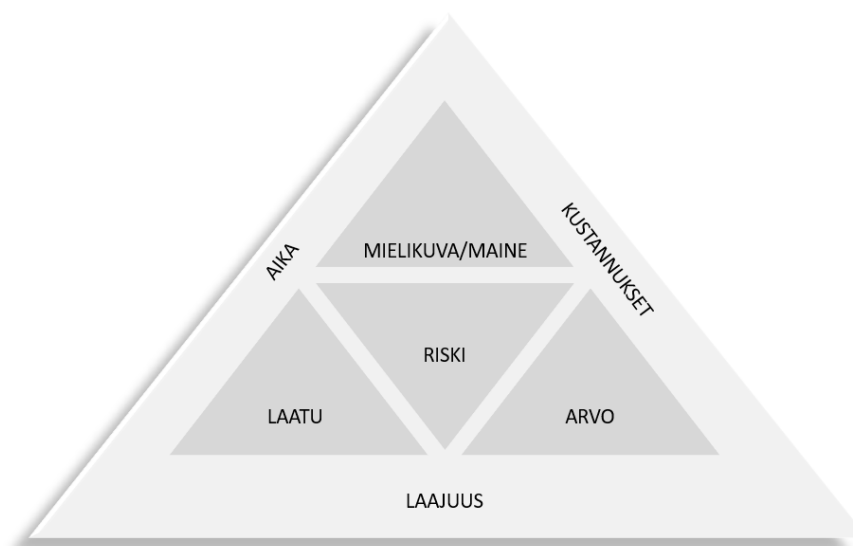 MIELIKUVA/MAINE
AIKA
KUSTANNUKSET
RISKI
LAATU
ARVO
LAAJUUS